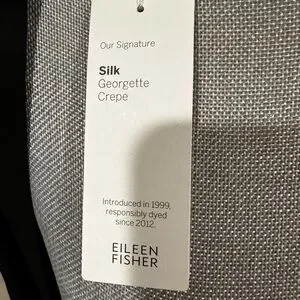 Our Signature
Silk
Georgette
Crepe
Introduced in 1999,
responsibly dyed
since 2012.
EILEEN
FISHER